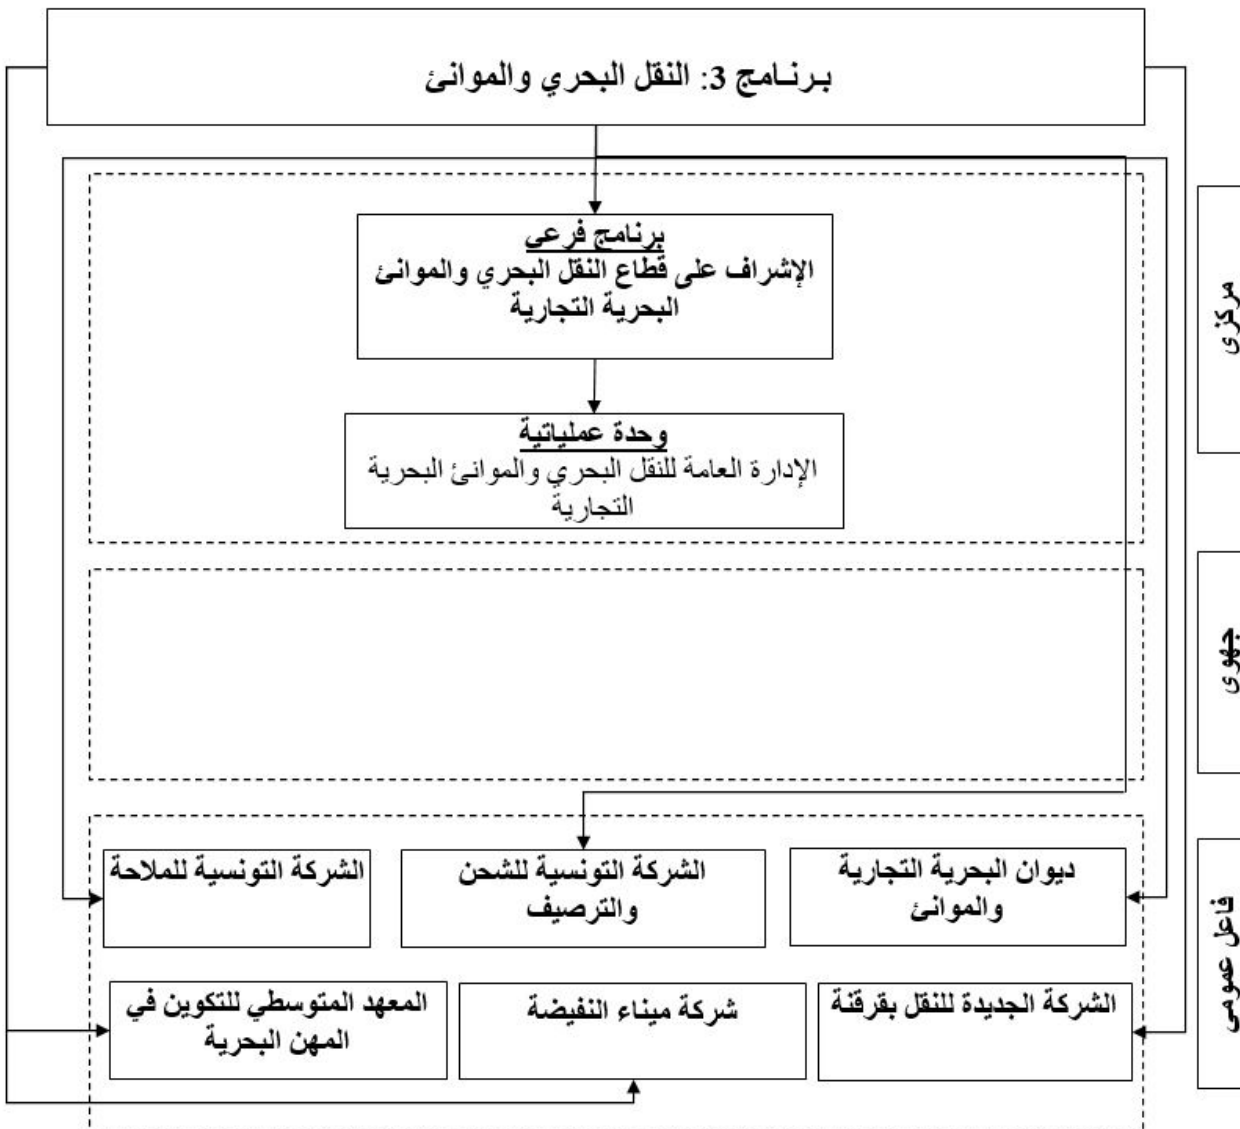 برنامج 3: النقل البحري والموانئ
مركزي
برنامج فرعي
الإشراف على قطاع النقل البحري والموانئ
البحرية التجارية
وحدة عملياتية
الإدارة العامة للنقل البحري والموانئ البحرية
التجارية
جهوي
فاعل عمومي
ديوان البحرية التجارية
والموانئ
الشركة التونسية للشحن
والترصيف
الشركة التونسية للملاحة
الشركة الجديدة للنقل بقرقنة
شركة ميناء النفيضة
المعهد المتوسطي للتكوين في
المهن البحرية